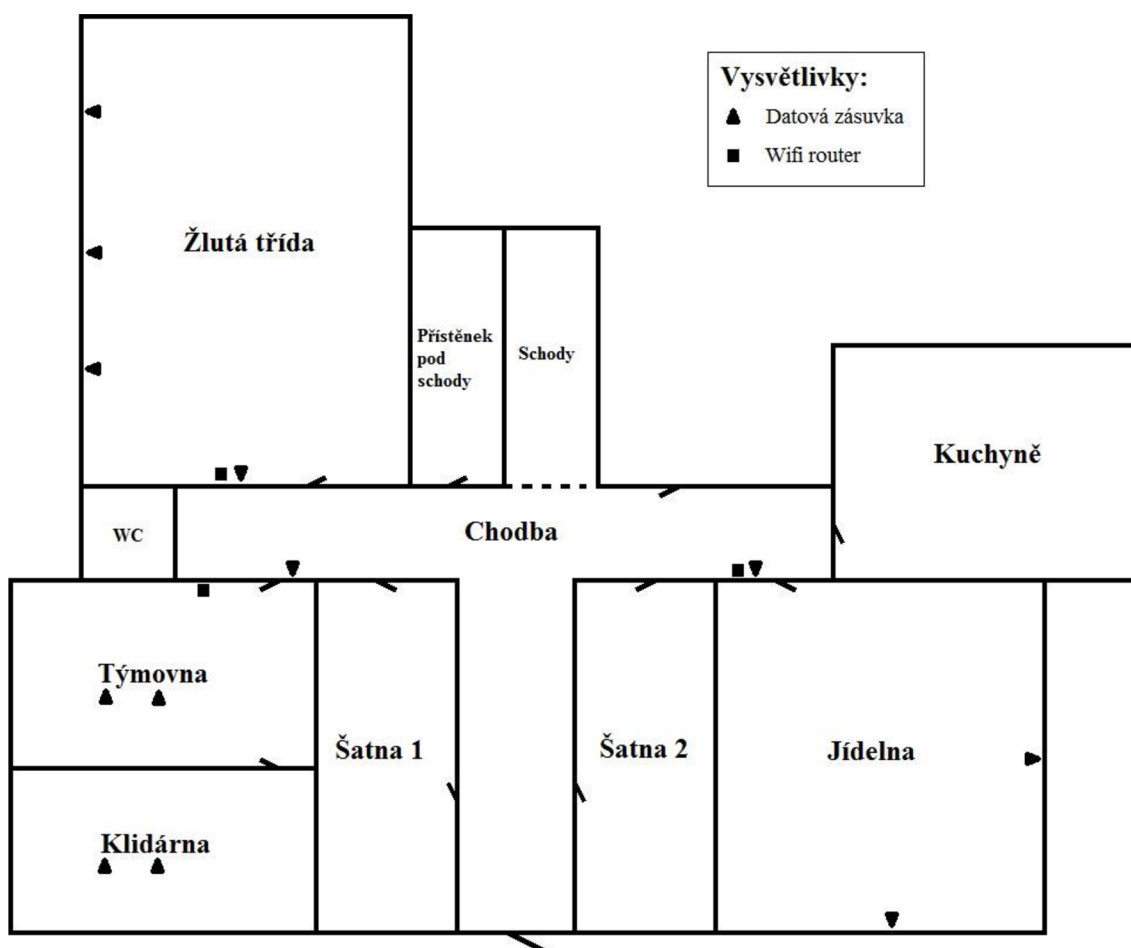 Vysvětlivky:
Datová zásuvka
Wifi router
Žlutá třída
Přístěnek
pod
schody
Schody
Kuchyně
WC
Chodba
Týmovna
Šatna 1
Šatna 2
Jídelna
Klidárna